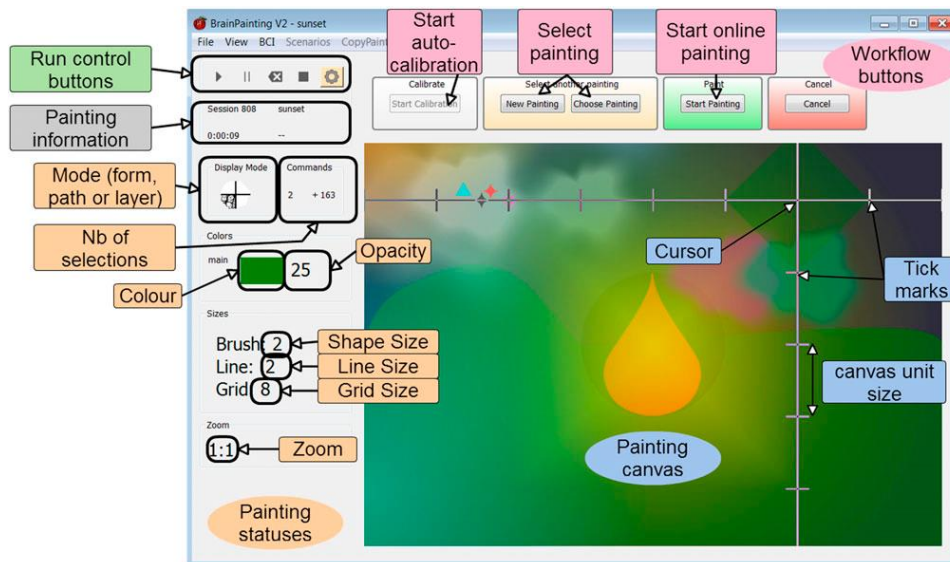 BrainPainting V2 - sunset
File View BCI Scenarios CopyPaint
Run control
buttons
Start
auto-
calibration
Select
painting
Start online
painting
Workflow
buttons
Calibrate
Start Calibration
Select another painting
New Painting
Choose Painting
Paint
Start Painting
Cancel
Cancel
Painting
information
Session 808 sunset
0:00:09 --
Mode (form,
path or layer)
Display Mode
Commands
2 + 163
Nb of
selections
Colors
main
25
Opacity
Colour
Cursor
Tick
marks
Sizes
Brush: 2
Shape Size
Line: 2
Line Size
Grid 8
Grid Size
canvas unit
size
Zoom
1:1
Zoom
Painting
canvas
Painting
statuses